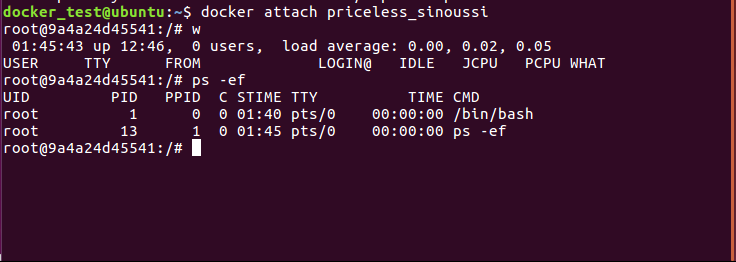 docker_test@ubuntu:~$ docker attach priceless_sinoussi
root@9a4a24d45541:/# w
 01:45:43 up 12:46,  0 users,  load average: 0.00, 0.02, 0.05
USER     TTY      FROM             LOGIN@   IDLE   JCPU   PCPU WHAT
root@9a4a24d45541:/# ps -ef
UID        PID  PPID  C STIME TTY          TIME CMD
root         1     0  0 01:40 pts/0    00:00:00 /bin/bash
root        13     1  0 01:45 pts/0    00:00:00 ps -ef
root@9a4a24d45541:/#